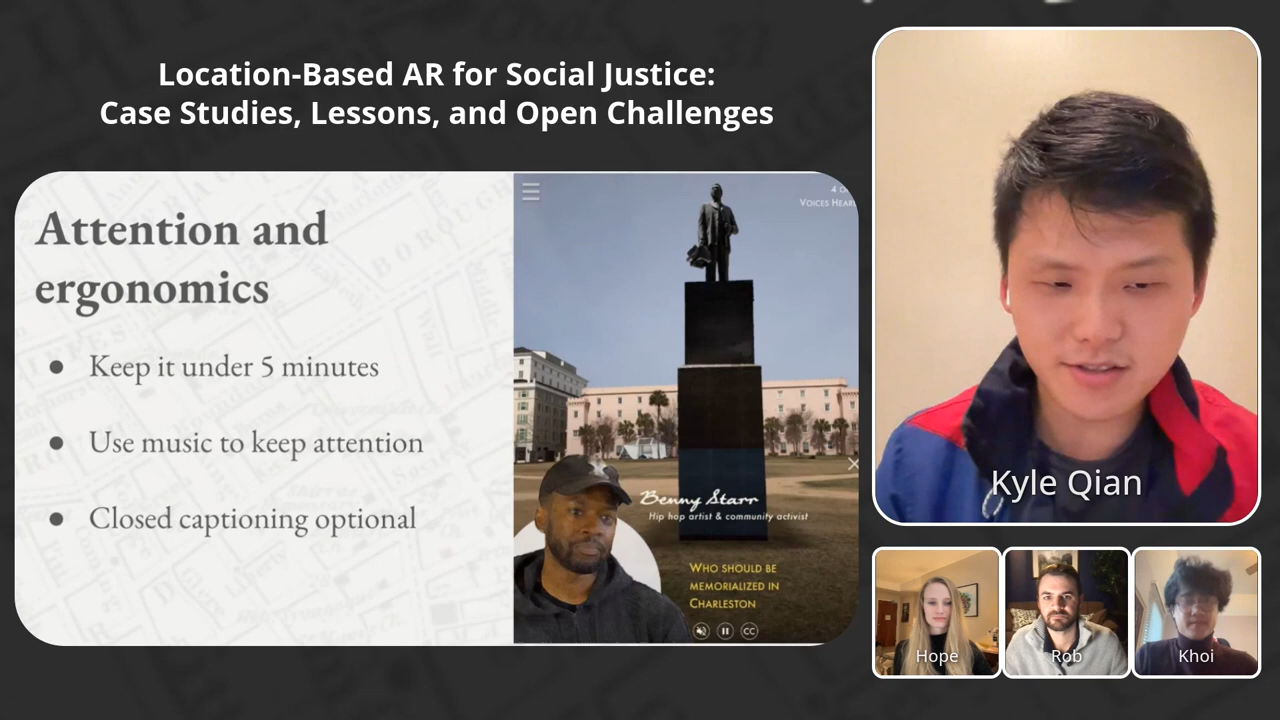 Location-Based AR for Social Justice:
Case Studies, Lessons, and Open Challenges
Attention and
ergonomics
● Keep it under 5 minutes
● Use music to keep attention
● Closed captioning optional
4 O
VOICES HEAR
Benny Starr
Hip hop artist & community activist
WHO SHOULD BE
MEMORIALIZED IN
CHARLESTON
CC
Kyle Qian
Hope
Rob
Khoi